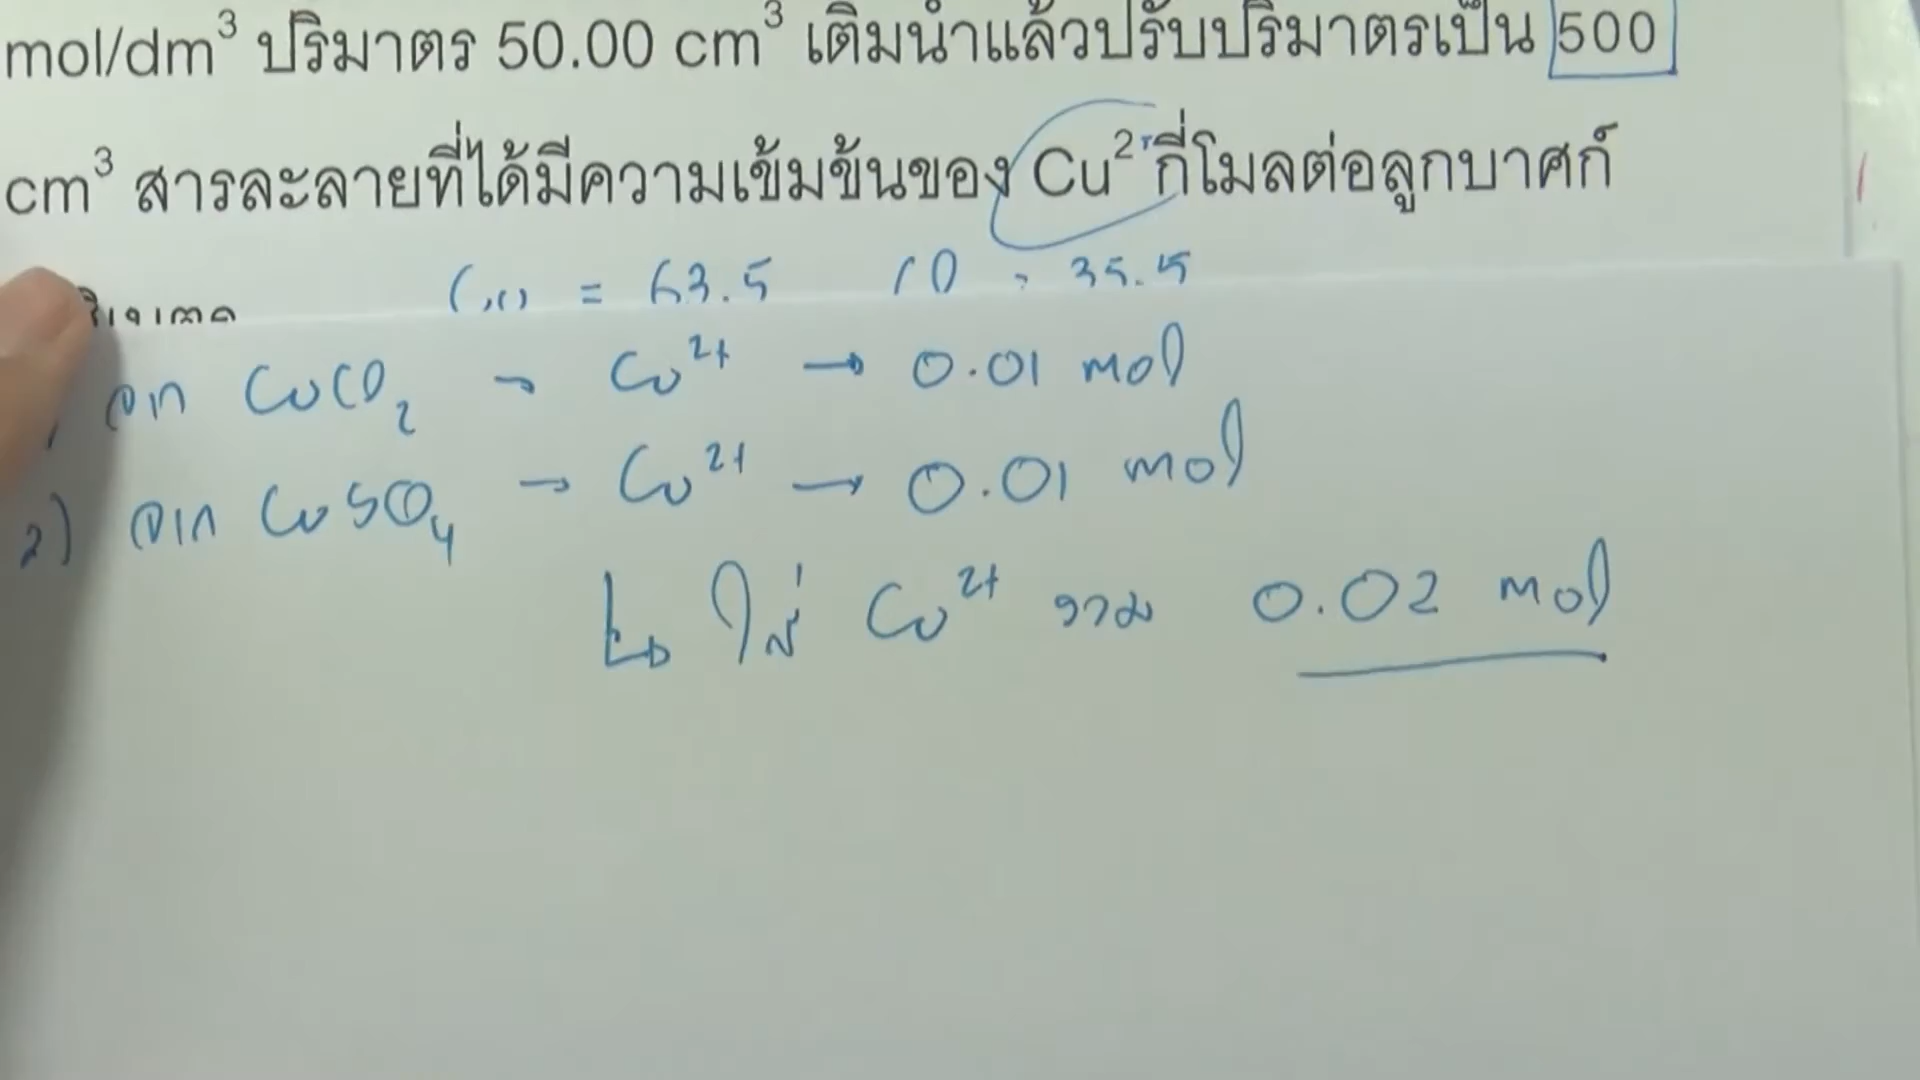 mol/dm³ ปริมาตร 50.00 cm³ เติมน้ำแล้วปรับปริมาตรเป็น 500
cm³ สารละลายที่ได้มีความเข้มข้นของ Cu²⁺ กี่โมลต่อลูกบาศก์
= 63.5 Cl = 35.5
) จาก CuCl₂ → Cu²⁺ → 0.01 mol
2) จาก CuSO₄ → Cu²⁺ → 0.01 mol
↳ ใส่ Cu²⁺ รวม 0.02 mol